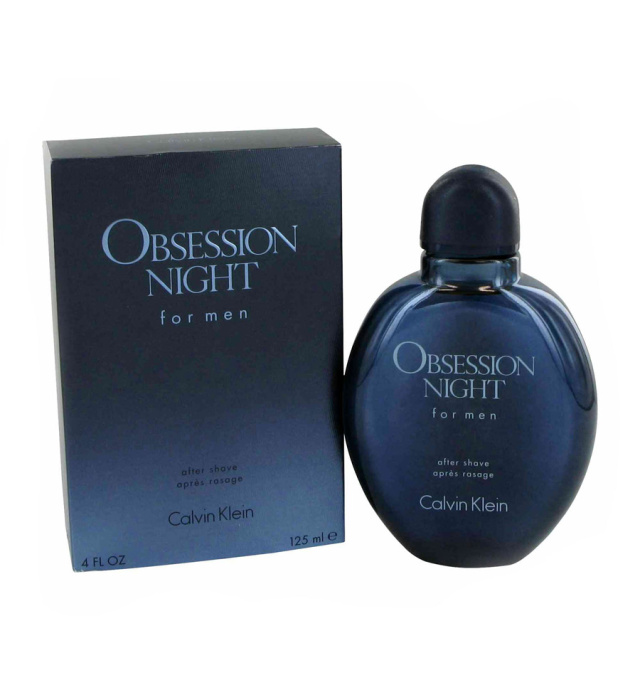 OBSESSION
NIGHT
for men
after shave
après rasage
Calvin Klein
4 FL OZ
125 ml ℮
OBSESSION
NIGHT
for men
after shave
après rasage
Calvin Klein